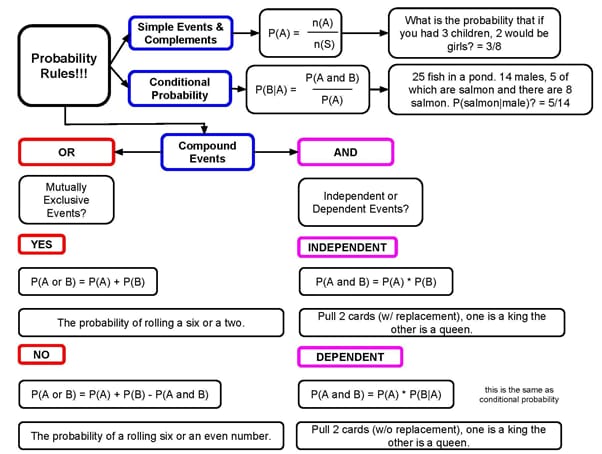 Probability
Rules!!!
Simple Events &
Complements
P(A) = n(A) / n(S)
What is the probability that if
you had 3 children, 2 would be
girls? = 3/8
Conditional
Probability
P(B|A) = P(A and B) / P(A)
25 fish in a pond. 14 males, 5 of
which are salmon and there are 8
salmon. P(salmon|male)? = 5/14
OR
Compound
Events
AND
Mutually
Exclusive
Events?
Independent or
Dependent Events?
YES
INDEPENDENT
P(A or B) = P(A) + P(B)
P(A and B) = P(A) * P(B)
The probability of rolling a six or a two.
Pull 2 cards (w/ replacement), one is a king the
other is a queen.
NO
DEPENDENT
P(A or B) = P(A) + P(B) - P(A and B)
P(A and B) = P(A) * P(B|A)
this is the same as
conditional probability
The probability of a rolling six or an even number.
Pull 2 cards (w/o replacement), one is a king the
other is a queen.